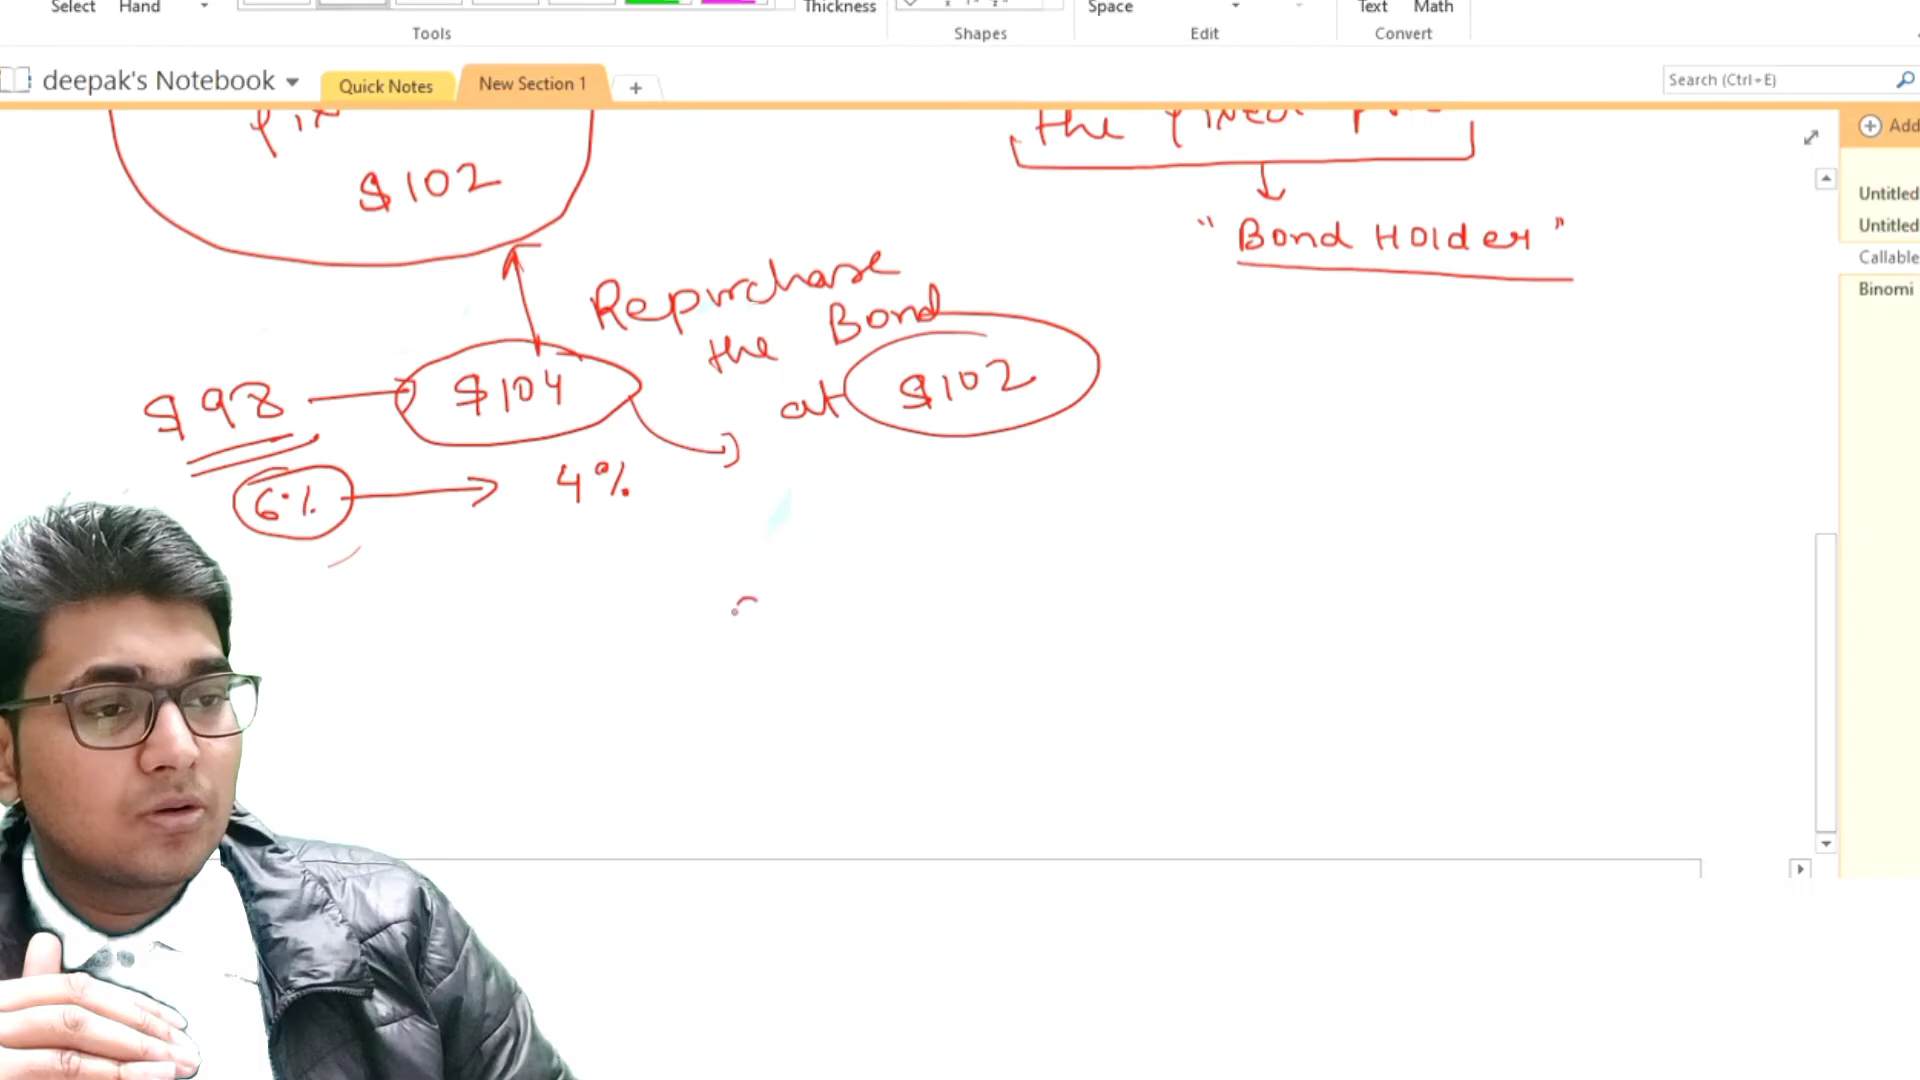 Select Hand Thickness Space Text Math
Tools Shapes Edit Convert
deepak's Notebook Quick Notes New Section 1 + Search (Ctrl+E)
Add
the
$102
Untitled
Untitled
" Bond Holder "
Callable
Binomi
Repurchase
the Bond
at $102
$98 $104
6% 4%